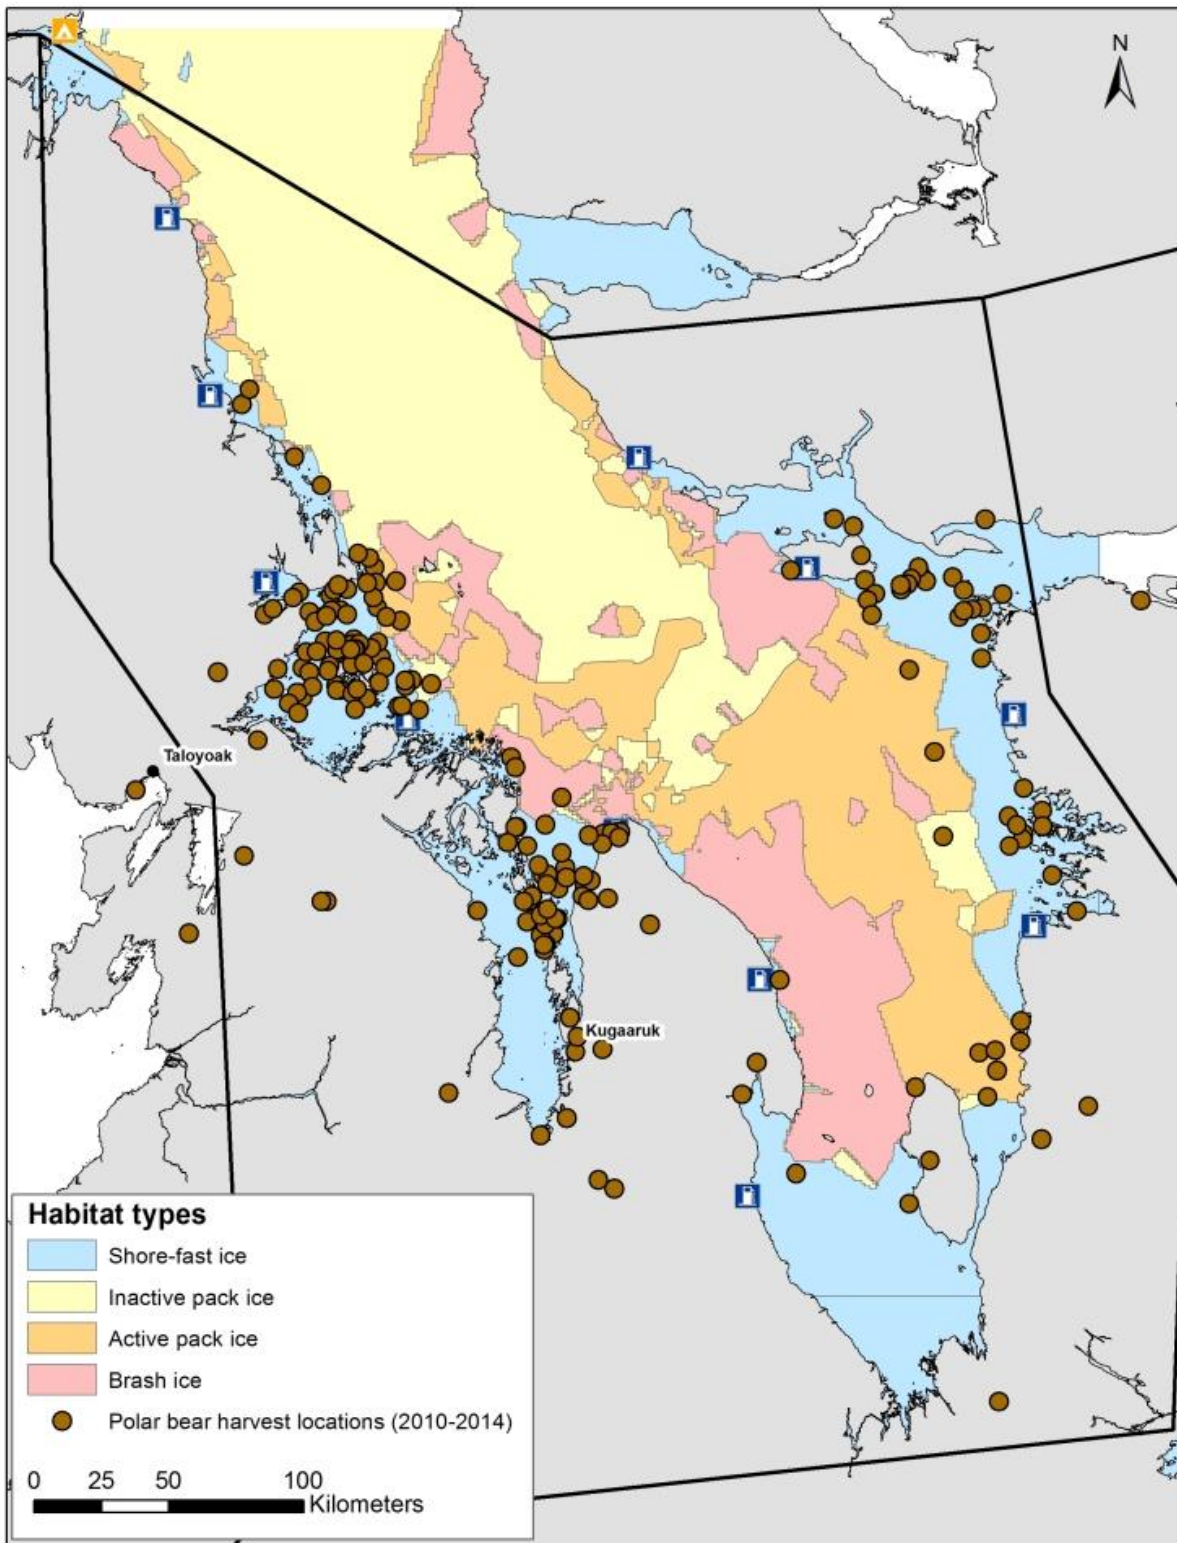 N
Taloyoak
Kugaaruk
Habitat types
Shore-fast ice
Inactive pack ice
Active pack ice
Brash ice
Polar bear harvest locations (2010-2014)
0 25 50 100
Kilometers